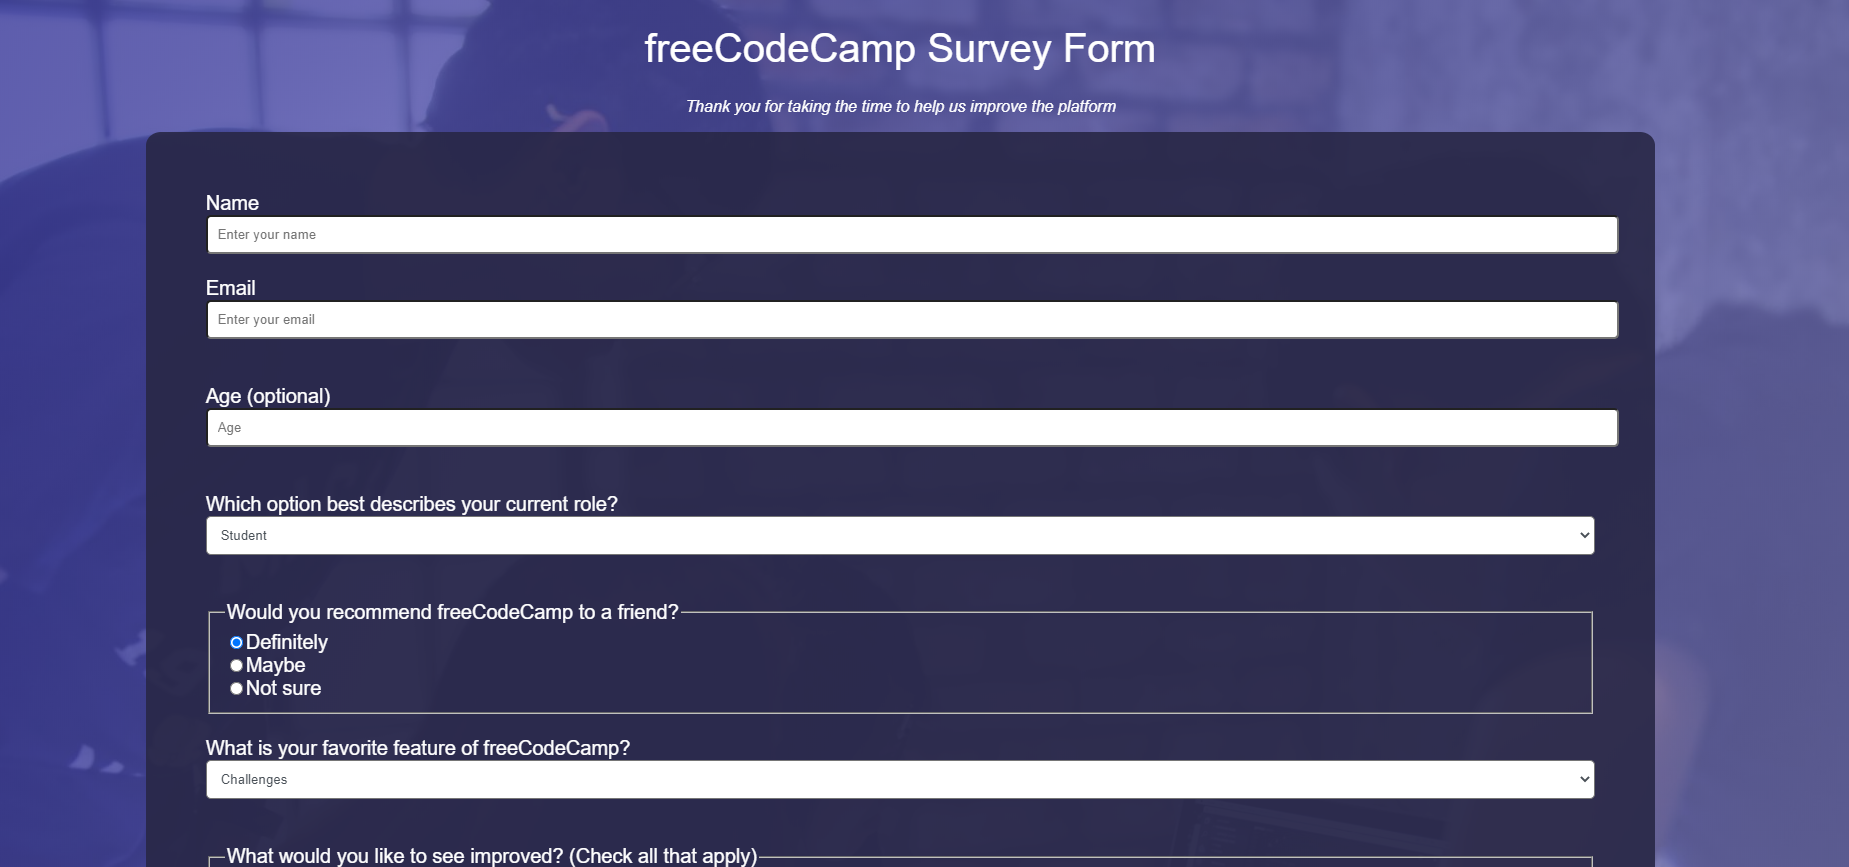 freeCodeCamp Survey Form
Thank you for taking the time to help us improve the platform
Name
Enter your name
Email
Enter your email
Age (optional)
Age
Which option best describes your current role?
Student
Would you recommend freeCodeCamp to a friend?
Definitely
Maybe
Not sure
What is your favorite feature of freeCodeCamp?
Challenges
What would you like to see improved? (Check all that apply)